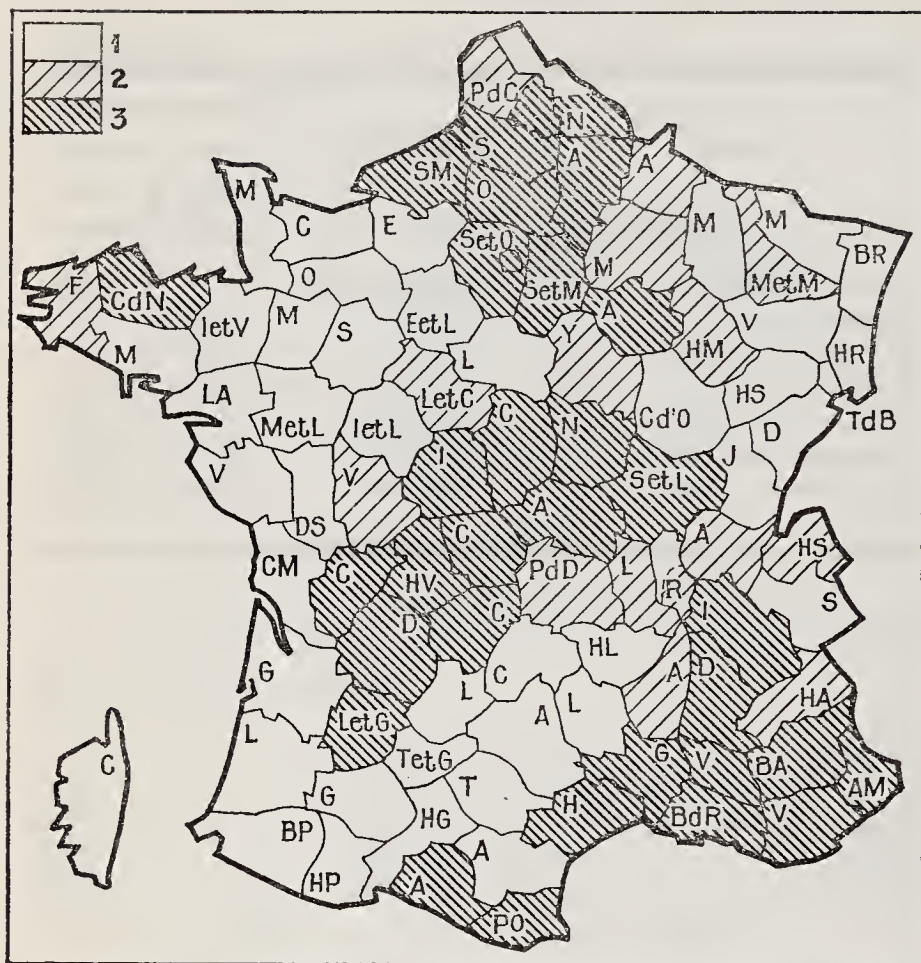 1
2
3
PdC
N
S
A
A
SM
O
M
M
M
C
E
SetO
BR
SetM
M
MetM
O
F
CdN
A
IetV
M
S
EetL
Y
V
HM
HR
M
L
LA
LetC
HS
MetL
IetL
C
N
Cd'O
D
TdB
J
V
I
V
SetL
DS
A
A
CM
C
HS
C
HV
PdD
L
R
I
S
D
C
HL
G
C
A
D
L
HA
L
A
L
LetG
C
TetG
G
V
BA
AM
T
G
H
BdR
V
HG
BP
A
HP
A
PO